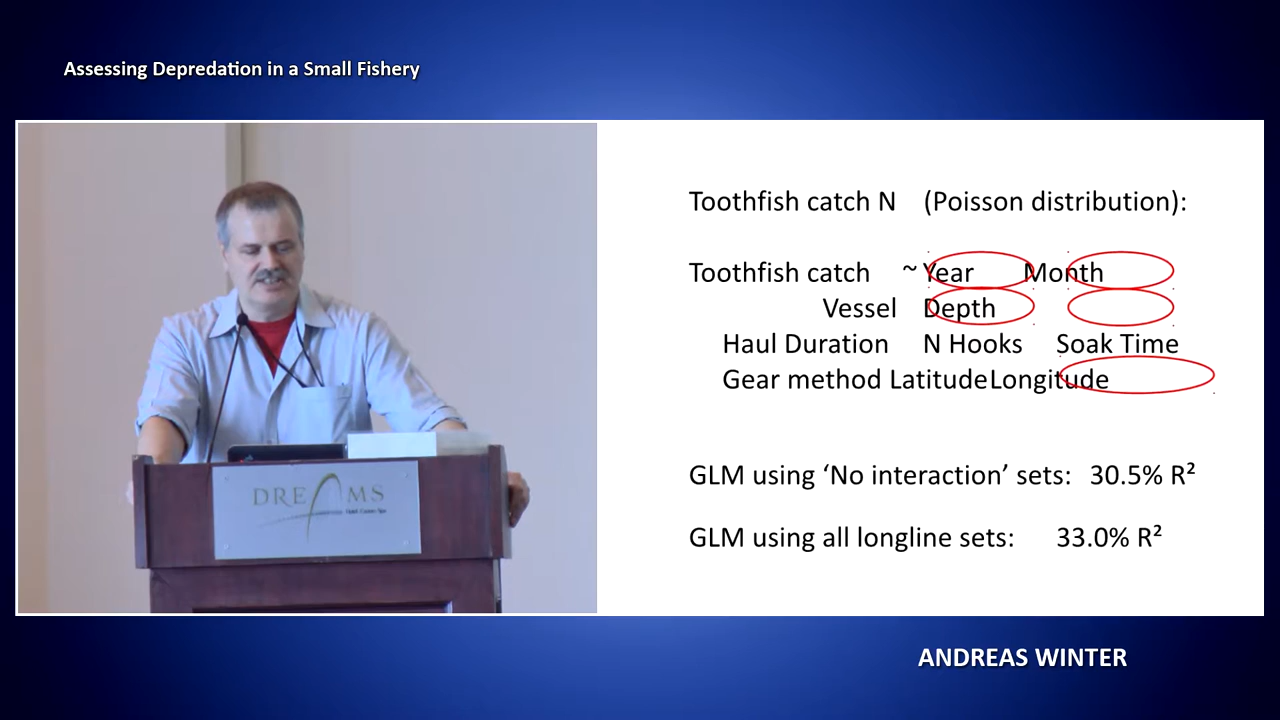 Assessing Depredation in a Small Fishery
Toothfish catch N (Poisson distribution):
Toothfish catch ~ Year Month
Vessel Depth
Haul Duration N Hooks Soak Time
Gear method Latitude Longitude
GLM using ‘No interaction’ sets: 30.5% R²
GLM using all longline sets: 33.0% R²
DREAMS
ANDREAS WINTER